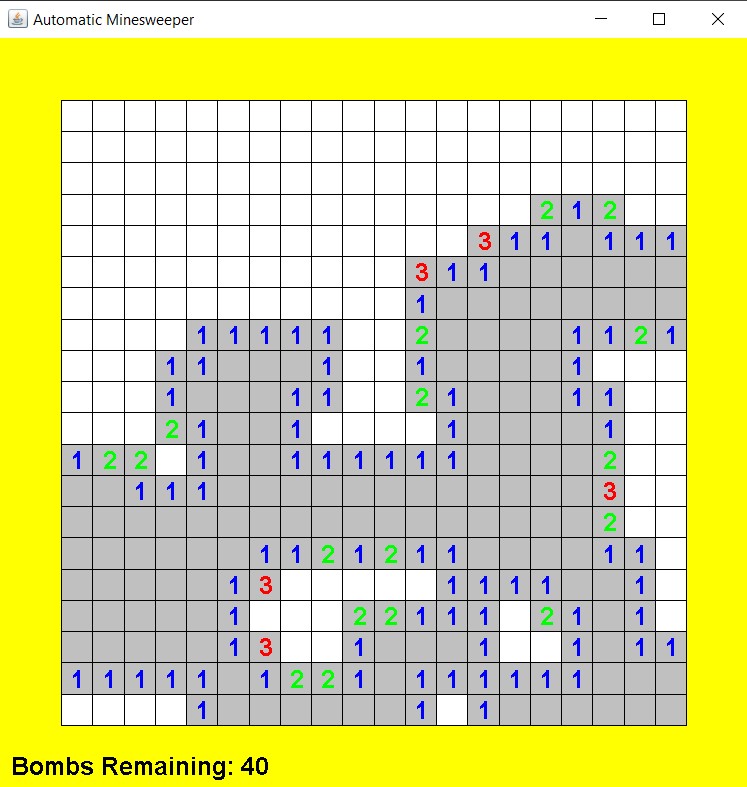 Automatic Minesweeper
2 1 2
3 1 1 1 1 1
3 1 1
1
1 1 1 1 1 2 1 1 2 1
1 1 1 1 1
1 1 1 2 1 1 1
2 1 1 1 1
1 2 2 1 1 1 1 1 1 1 2
1 1 1 3
2
1 1 2 1 2 1 1 1 1
1 3 1 1 1 1 1
1 2 2 1 1 1 2 1 1
1 3 1 1 1 1 1
1 1 1 1 1 1 2 2 1 1 1 1 1 1 1
1 1 1
Bombs Remaining: 40